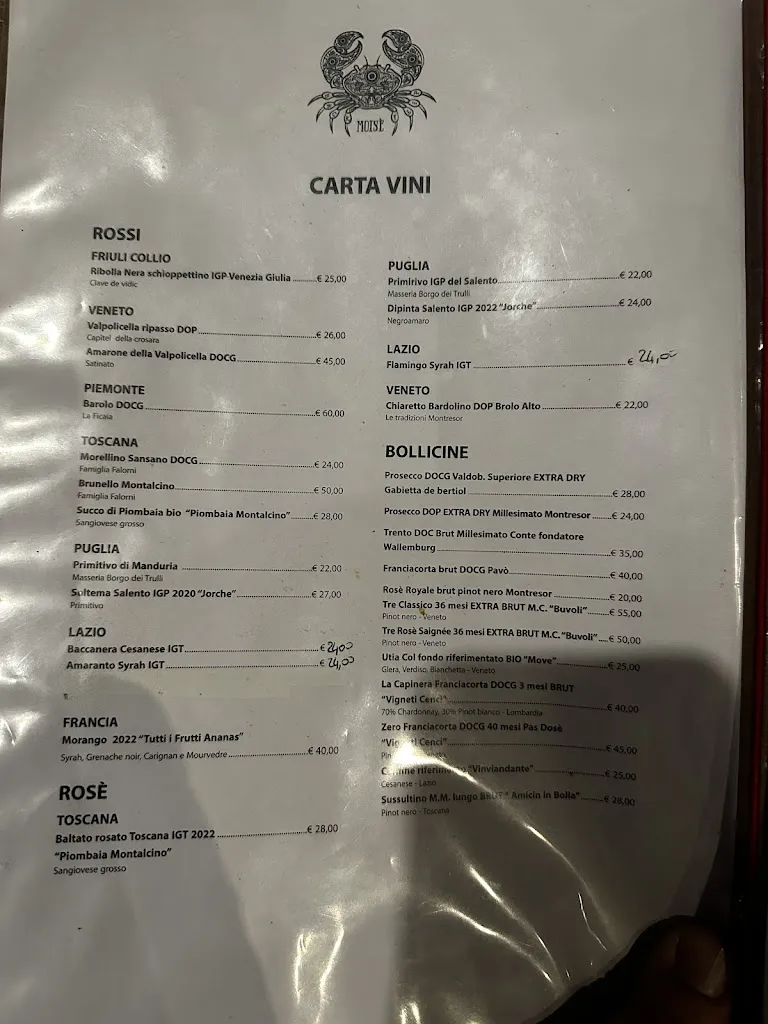 MOISÈ
CARTA VINI
ROSSI
FRIULI COLLIO
Ribolla Nera schioppettino IGP Venezia Giulia ..........€ 25,00
Clave de vidic
VENETO
Valpolicella ripasso DOP..........€ 26,00
Capitel della crosara
Amarone della Valpolicella DOCG..........€ 45,00
Satinato
PIEMONTE
Barolo DOCG..........€ 60,00
La Ficaia
TOSCANA
Morellino Sansano DOCG..........€ 24,00
Famiglia Falorni
Brunello Montalcino..........€ 50,00
Famiglia Falorni
Succo di Piombaia bio "Piombaia Montalcino"..........€ 28,00
Sangiovese grosso
PUGLIA
Primitivo di Manduria ..........€ 22,00
Masseria Borgo dei Trulli
Soltema Salento IGP 2020 "Jorche"..........€ 27,00
Primitivo
LAZIO
Baccanera Cesanese IGT..........€ 24,00
Amaranto Syrah IGT..........€ 24,00
FRANCIA
Morango 2022 "Tutti i Frutti Ananas"
Syrah, Grenache noir, Carignan e Mourvedre..........€ 40,00
ROSÈ
TOSCANA
Baltato rosato Toscana IGT 2022 ..........€ 28,00
"Piombaia Montalcino"
Sangiovese grosso
PUGLIA
Primirivo IGP del Salento..........€ 22,00
Masseria Borgo dei Trulli
Dipinta Salento IGP 2022 "Jorche"..........€ 24,00
Negroamaro
LAZIO
Flamingo Syrah IGT ..........€ 24,00
VENETO
Chiaretto Bardolino DOP Brolo Alto ..........€ 22,00
Le tradizioni Montresor
BOLLICINE
Prosecco DOCG Valdob. Superiore EXTRA DRY
Gabietta de bertiol ..........€ 28,00
Prosecco DOP EXTRA DRY Millesimato Montresor ..........€ 24,00
Trento DOC Brut Millesimato Conte fondatore
Wallemburg ..........€ 35,00
Franciacorta brut DOCG Pavò..........€ 40,00
Rosè Royale brut pinot nero Montresor ..........€ 20,00
Tre Classico 36 mesi EXTRA BRUT M.C. "Buvoli"..........€ 55,00
Pinot nero - Veneto
Tre Rosè Saignée 36 mesi EXTRA BRUT M.C. "Buvoli"..........€ 50,00
Pinot nero - Veneto
Utia Col fondo riferimentato BIO "Move"..........€ 25,00
Glera, Verdiso, Bianchetta - Veneto
La Capinera Franciacorta DOCG 3 mesi BRUT
"Vigneti Cenci"..........€ 40,00
70% Chardonnay, 30% Pinot bianco - Lombardia
Zero Franciacorta DOCG 40 mesi Pas Dosè
"Vigneti Cenci"..........€ 45,00
"Vinviandante"..........€ 25,00
Cesanese - Lazio
Sussultino M.M. lungo BRUT "Amicin in Bolla"..........€ 28,00
Pinot nero - Toscana